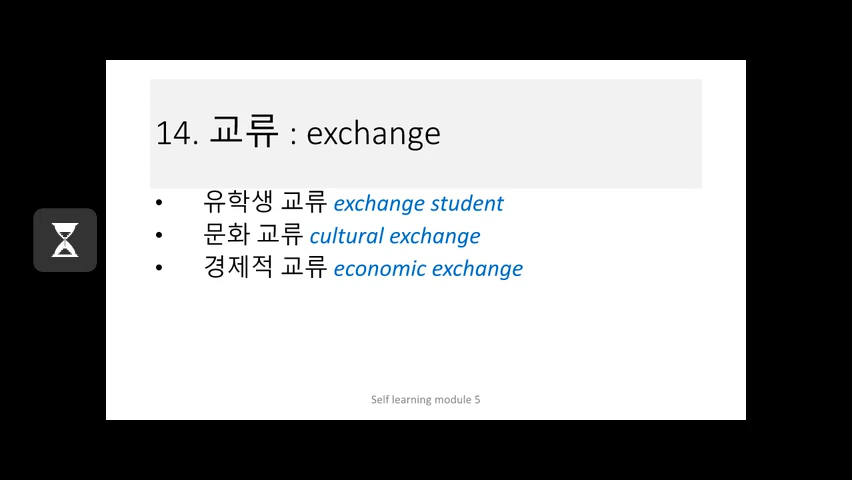 14. 교류 : exchange
• 유학생 교류 exchange student
• 문화 교류 cultural exchange
• 경제적 교류 economic exchange
Self learning module 5